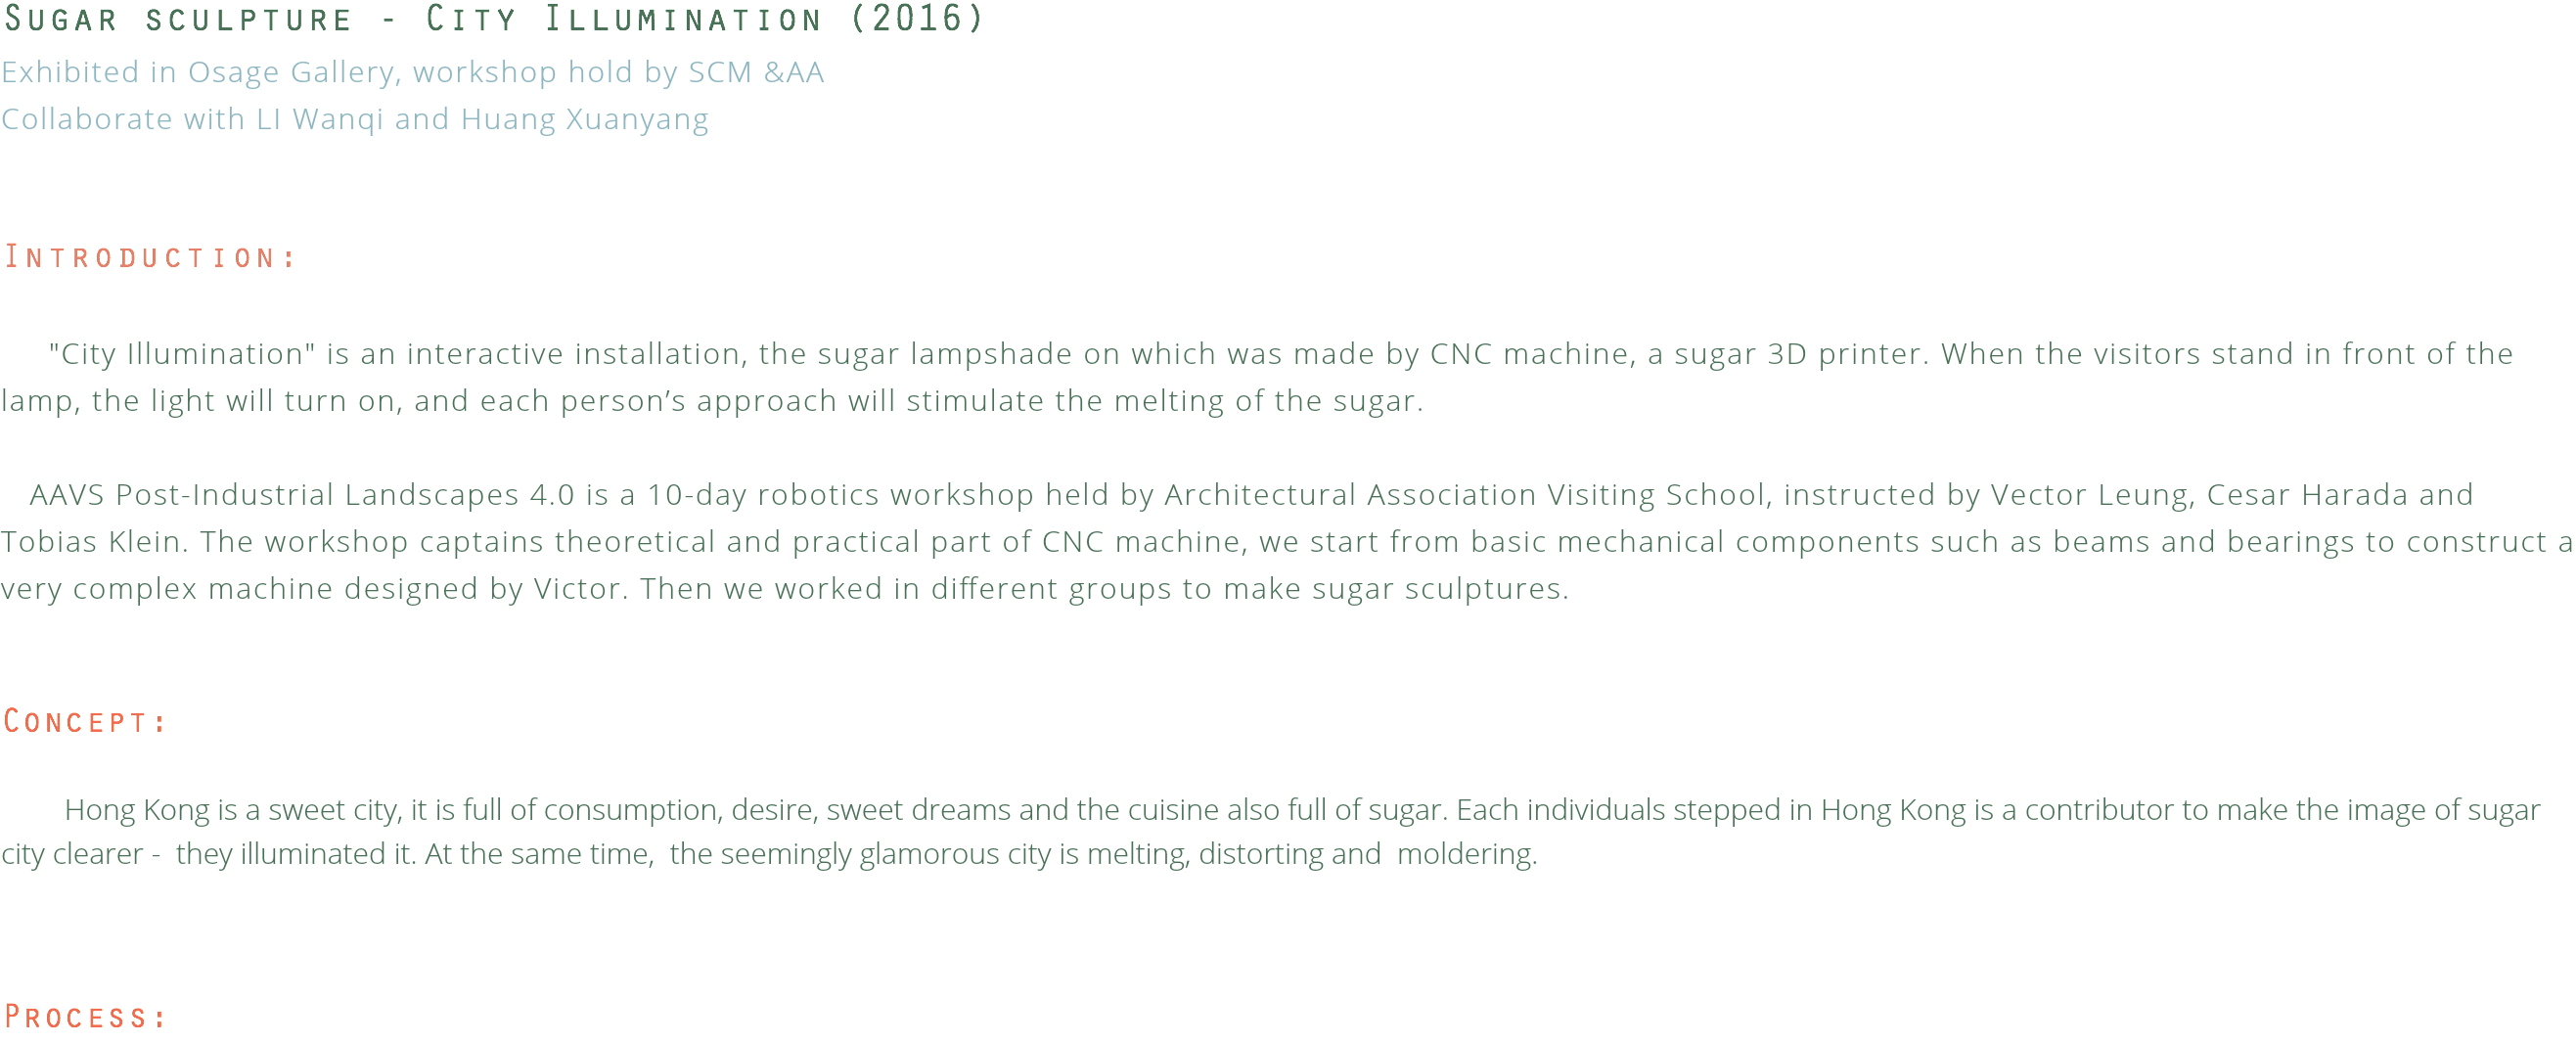 Sugar sculpture - City Illumination (2016)
Exhibited in Osage Gallery, workshop hold by SCM &AA
Collaborate with LI Wanqi and Huang Xuanyang
Introduction:
"City Illumination" is an interactive installation, the sugar lampshade on which was made by CNC machine, a sugar 3D printer. When the visitors stand in front of the
lamp, the light will turn on, and each person’s approach will stimulate the melting of the sugar.
AAVS Post-Industrial Landscapes 4.0 is a 10-day robotics workshop held by Architectural Association Visiting School, instructed by Vector Leung, Cesar Harada and
Tobias Klein. The workshop captains theoretical and practical part of CNC machine, we start from basic mechanical components such as beams and bearings to construct a
very complex machine designed by Victor. Then we worked in different groups to make sugar sculptures.
Concept:
Hong Kong is a sweet city, it is full of consumption, desire, sweet dreams and the cuisine also full of sugar. Each individuals stepped in Hong Kong is a contributor to make the image of sugar
city clearer - they illuminated it. At the same time, the seemingly glamorous city is melting, distorting and moldering.
Process: